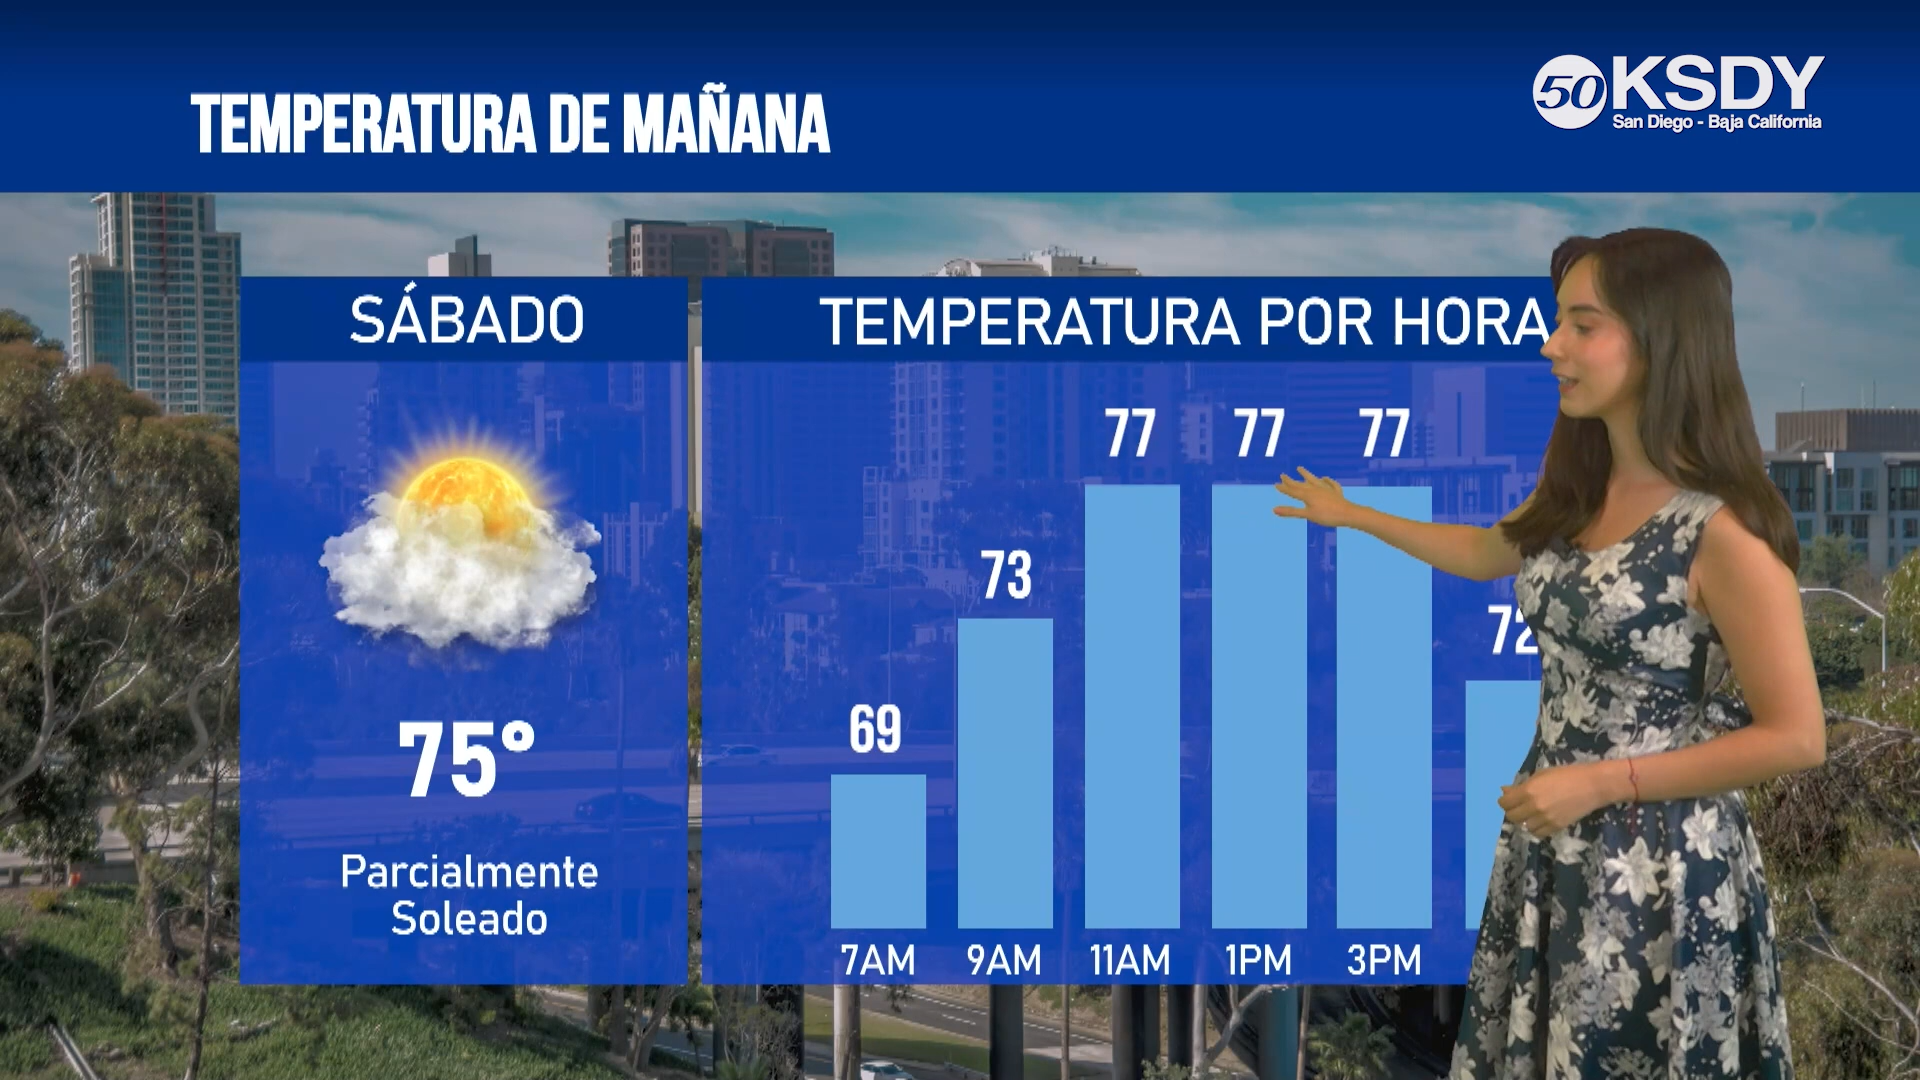 TEMPERATURA DE MAÑANA
50 KSDY
San Diego - Baja California
SÁBADO
75°
Parcialmente
Soleado
TEMPERATURA POR HORA
69 73 77 77 77 72
7AM 9AM 11AM 1PM 3PM